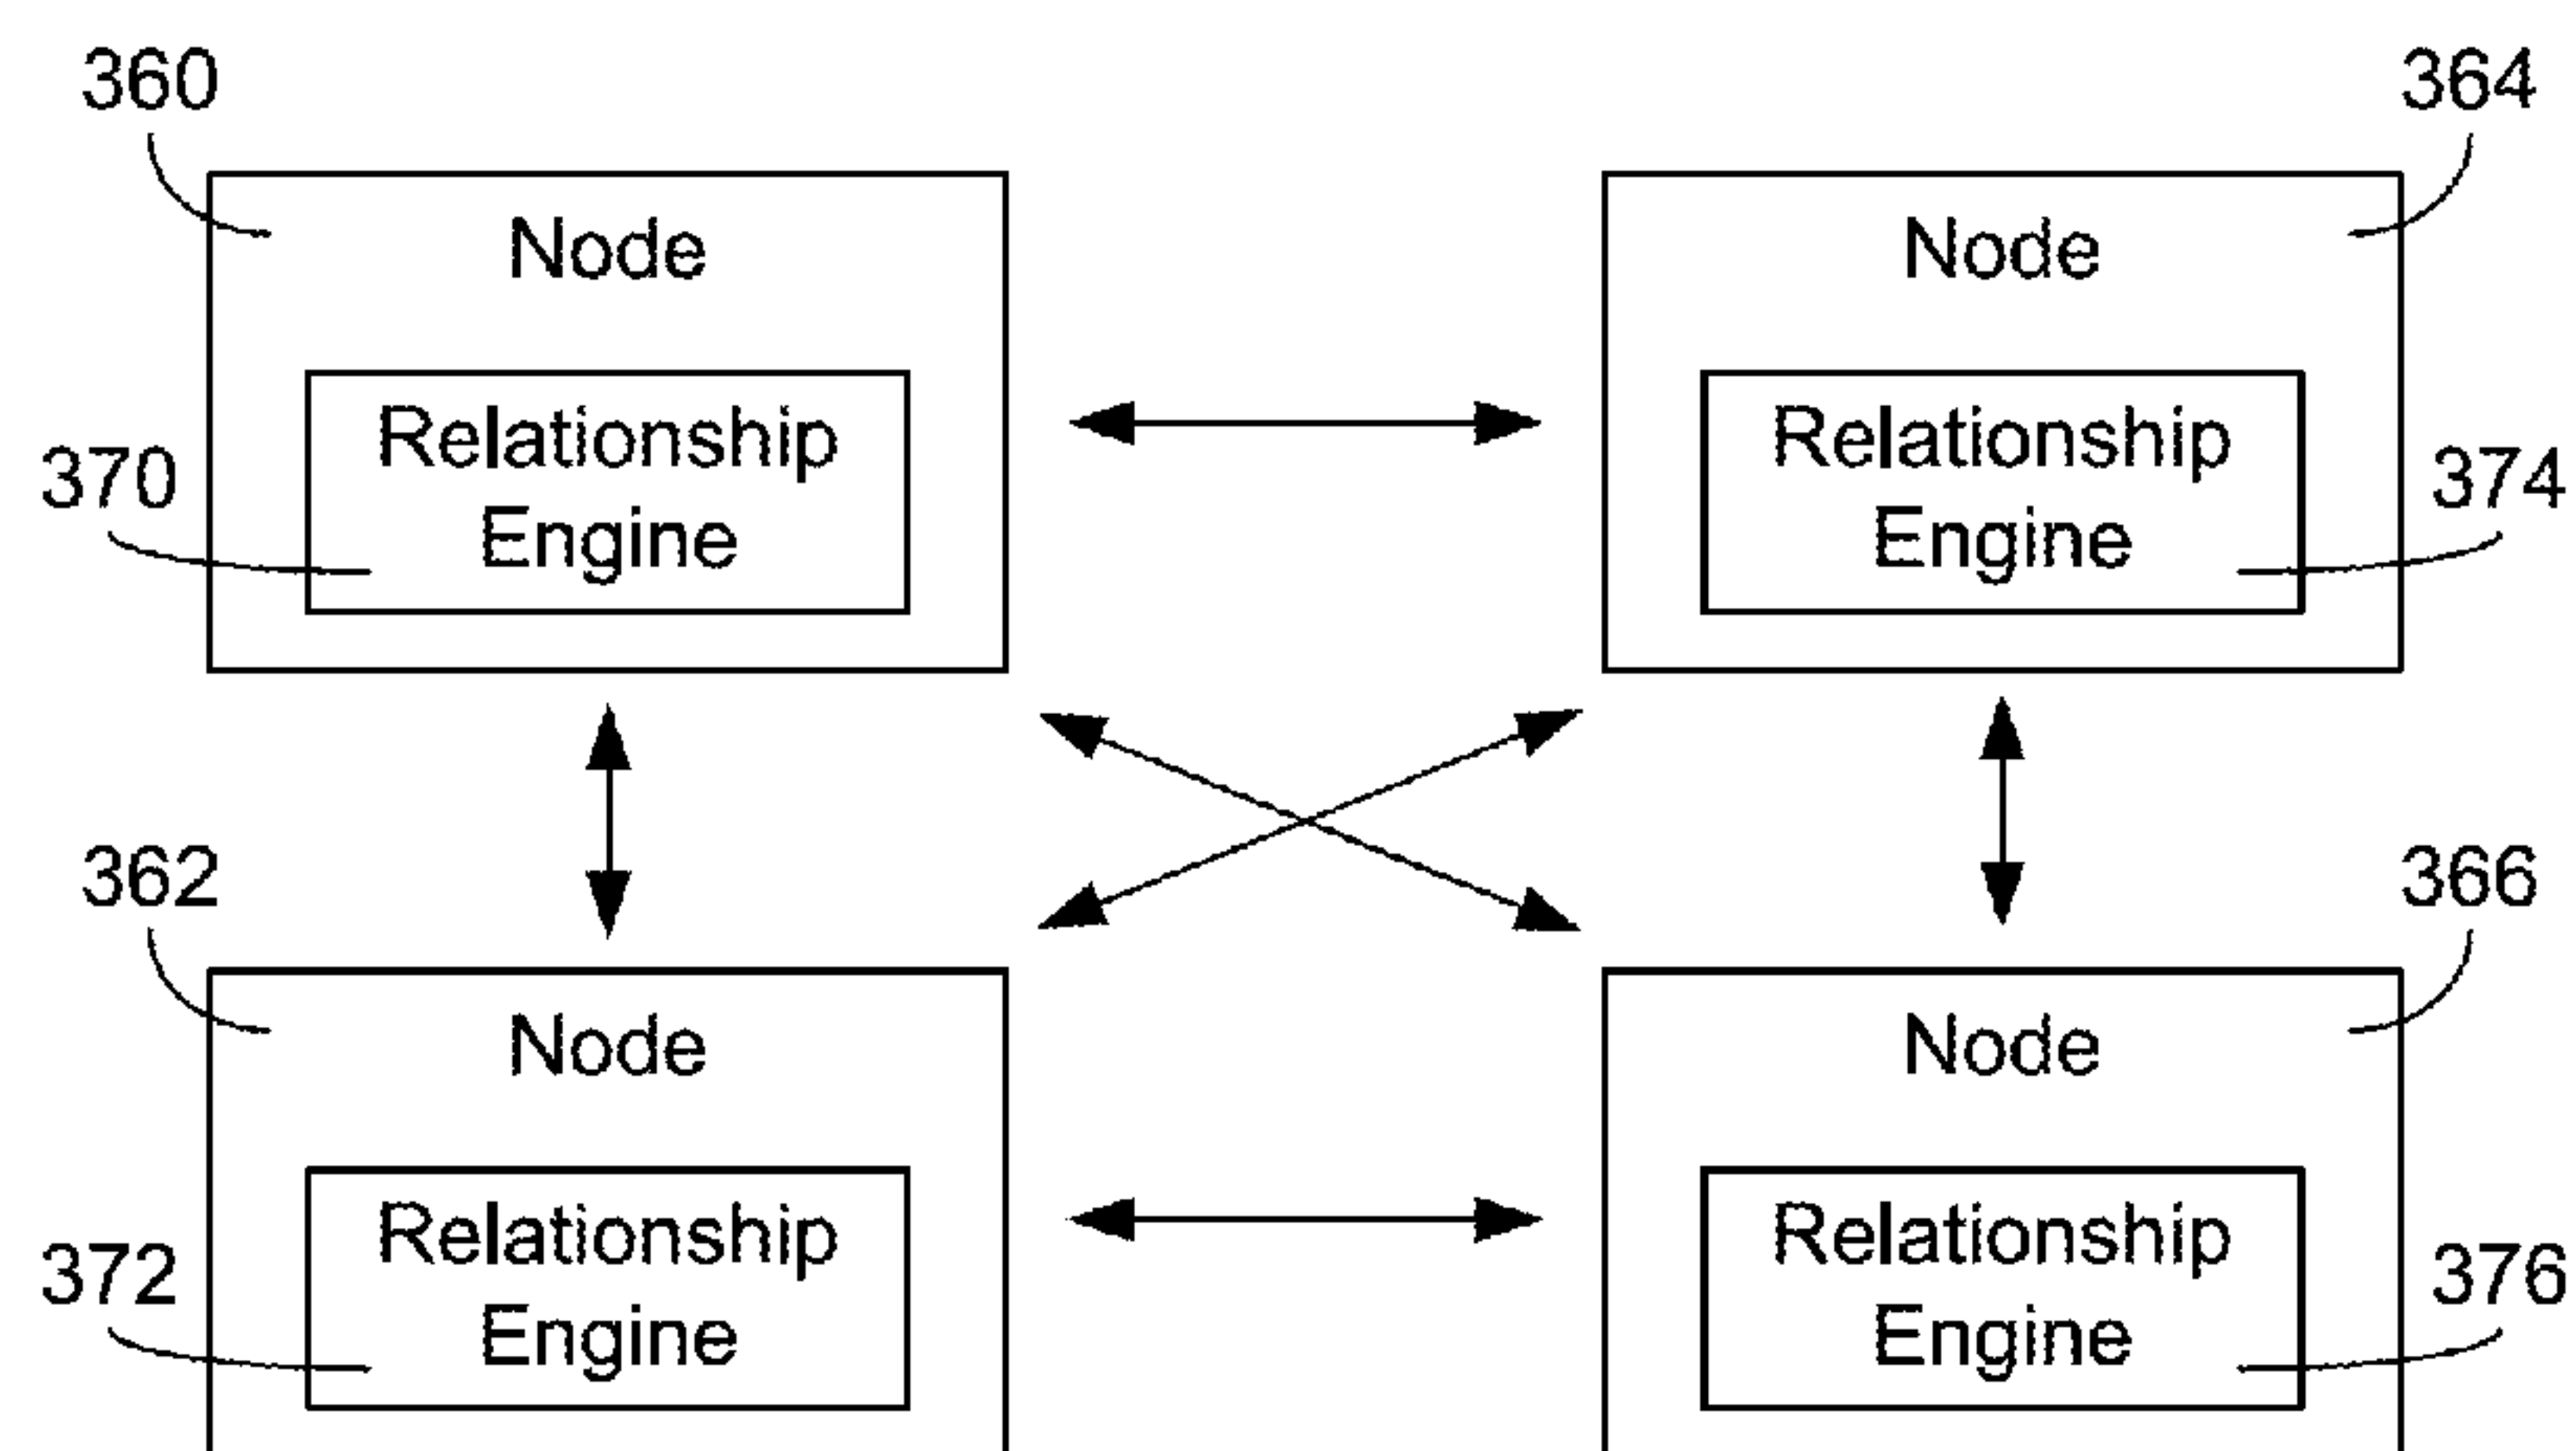 360
364
Node
Node
Relationship
Engine
370
Relationship
Engine
374
362
366
Node
Node
Relationship
Engine
372
Relationship
Engine
376